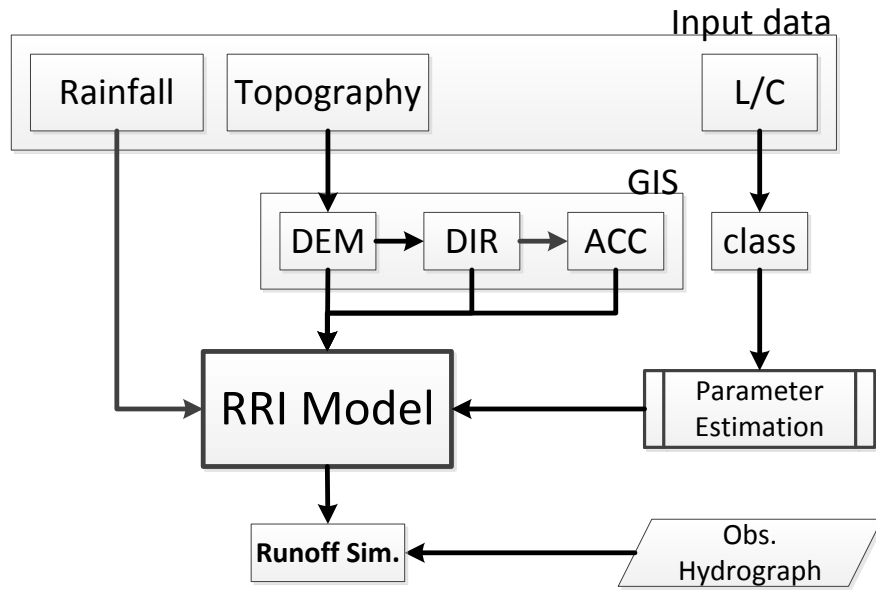 Input data
Rainfall
Topography
L/C
GIS
DEM
DIR
ACC
class
RRI Model
Parameter
Estimation
Runoff Sim.
Obs.
Hydrograph